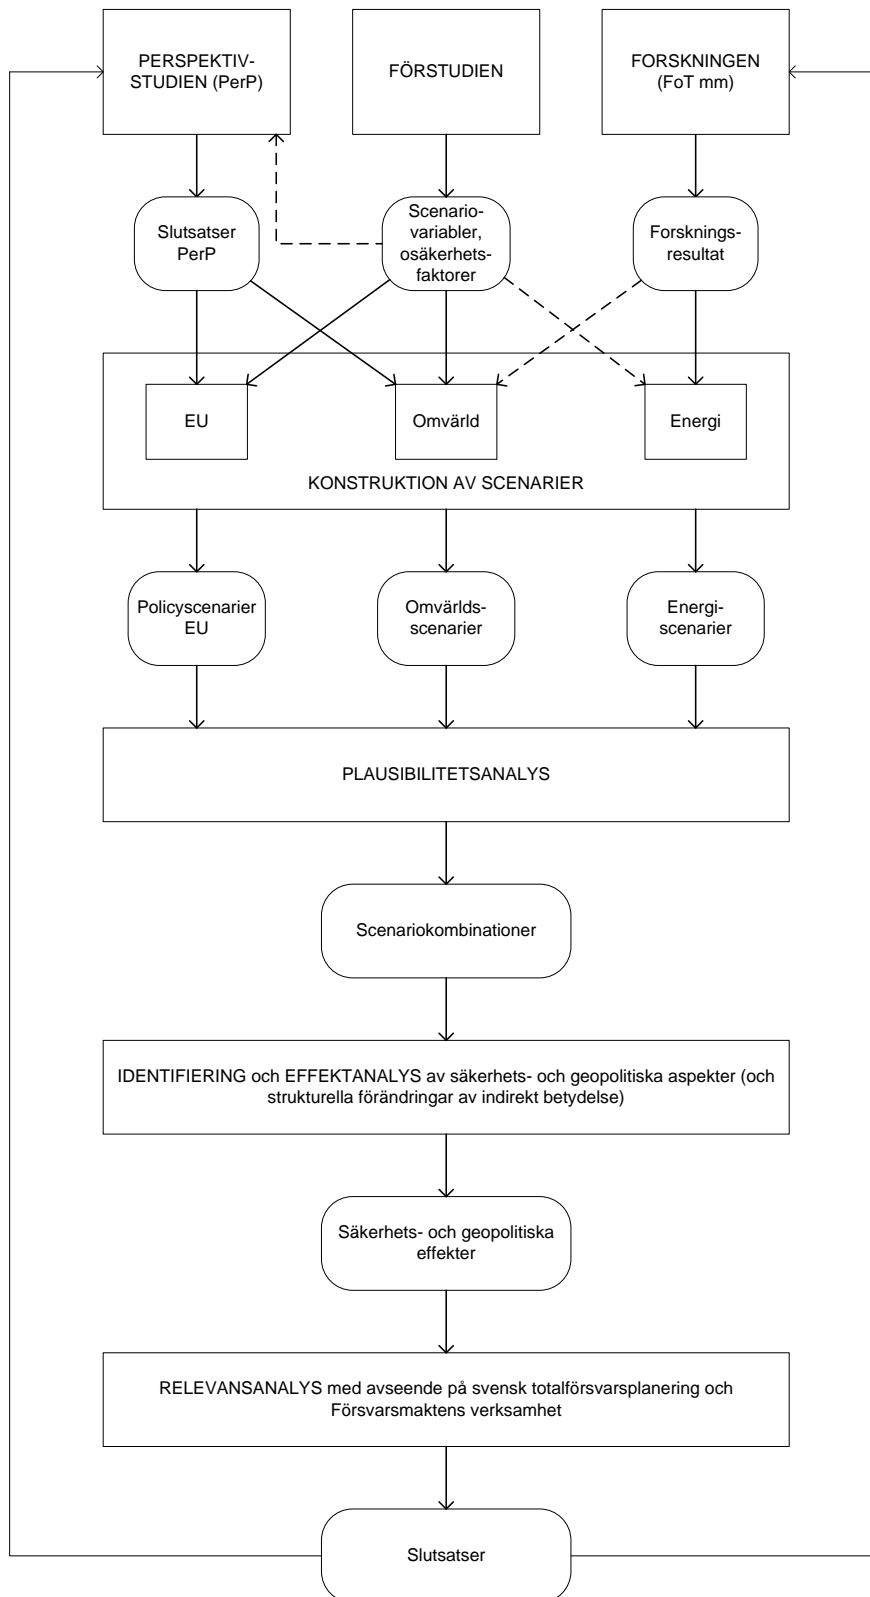 PERSPEKTIV-
STUDIEN (PerP)
FÖRSTUDIEN
FORSKNINGEN
(FoT mm)
Slutsatser
PerP
Scenario-
variabler,
osäkerhets-
faktorer
Forsknings-
resultat
EU
Omvärld
Energi
KONSTRUKTION AV SCENARIER
Policyscenarier
EU
Omvärlds-
scenarier
Energi-
scenarier
PLAUSIBILITETSANALYS
Scenariokombinationer
IDENTIFIERING och EFFEKTANALYS av säkerhets- och geopolitiska aspekter (och
strukturella förändringar av indirekt betydelse)
Säkerhets- och geopolitiska
effekter
RELEVANSANALYS med avseende på svensk totalförsvarsplanering och
Försvarsmaktens verksamhet
Slutsatser